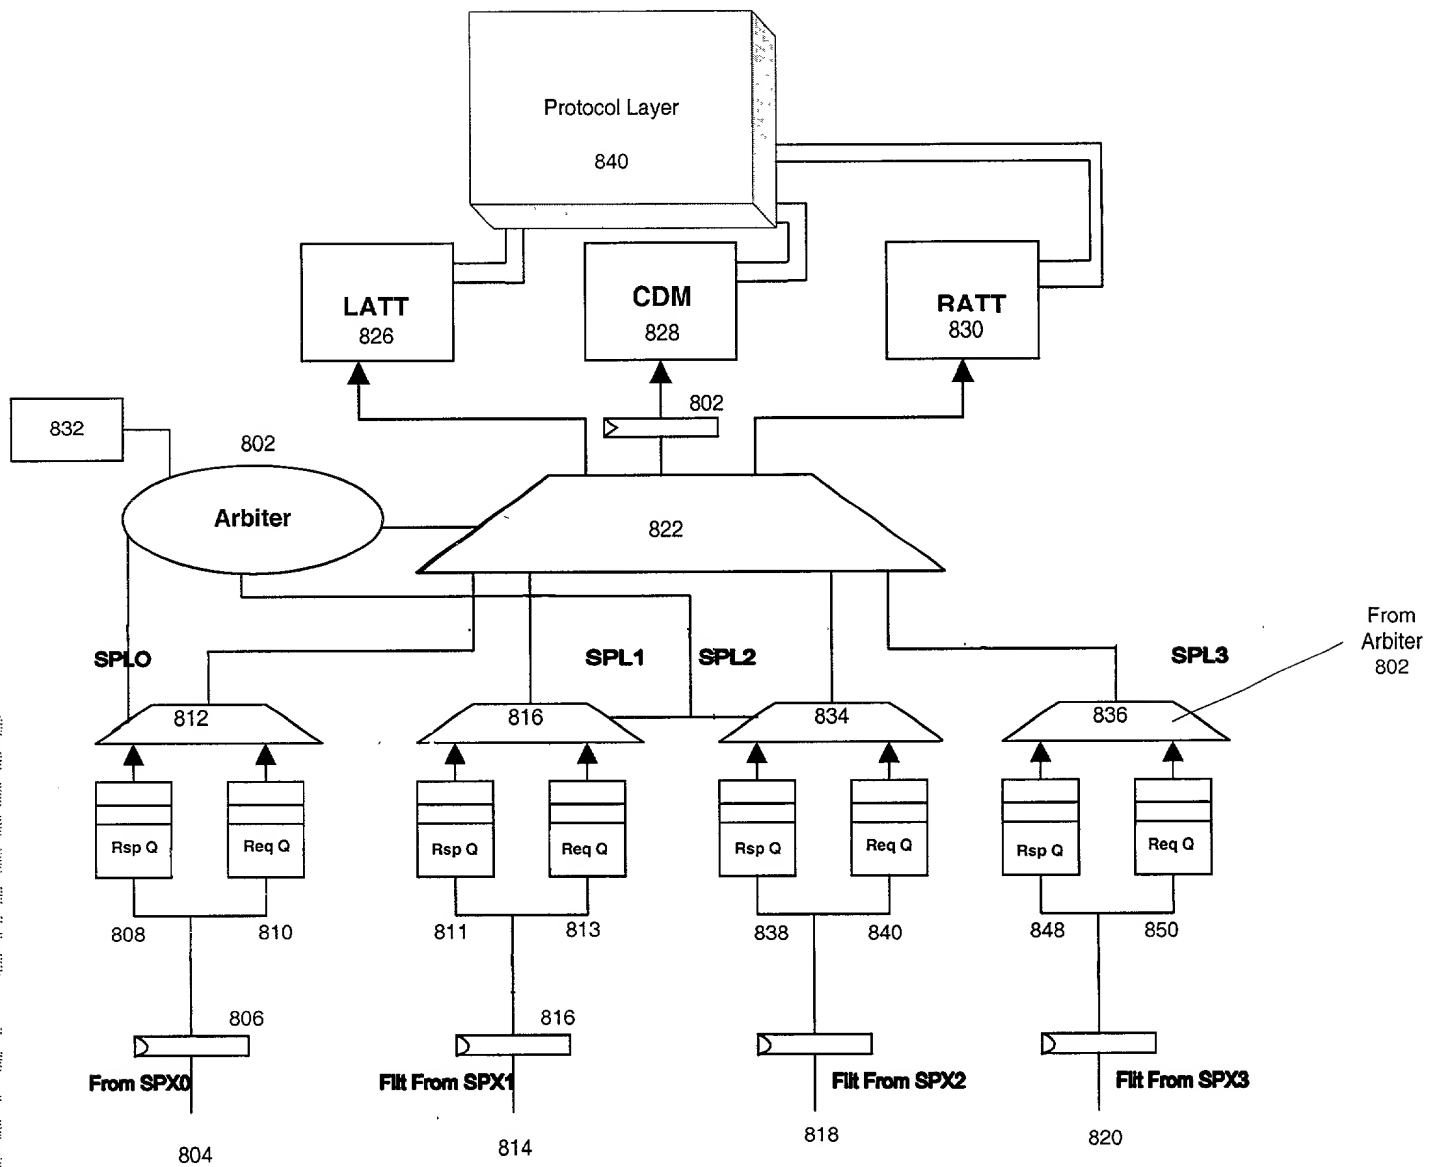 Protocol Layer
840
LATT
826
CDM
828
RATT
830
802
832
802
Arbiter
822
From
Arbiter
802
SPL0
SPL1
SPL2
SPL3
812
816
834
836
Rsp Q
Req Q
Rsp Q
Req Q
Rsp Q
Req Q
Rsp Q
Req Q
808
810
811
813
838
840
848
850
806
816
From SPX0
Flit From SPX1
Flit From SPX2
Flit From SPX3
804
814
818
820